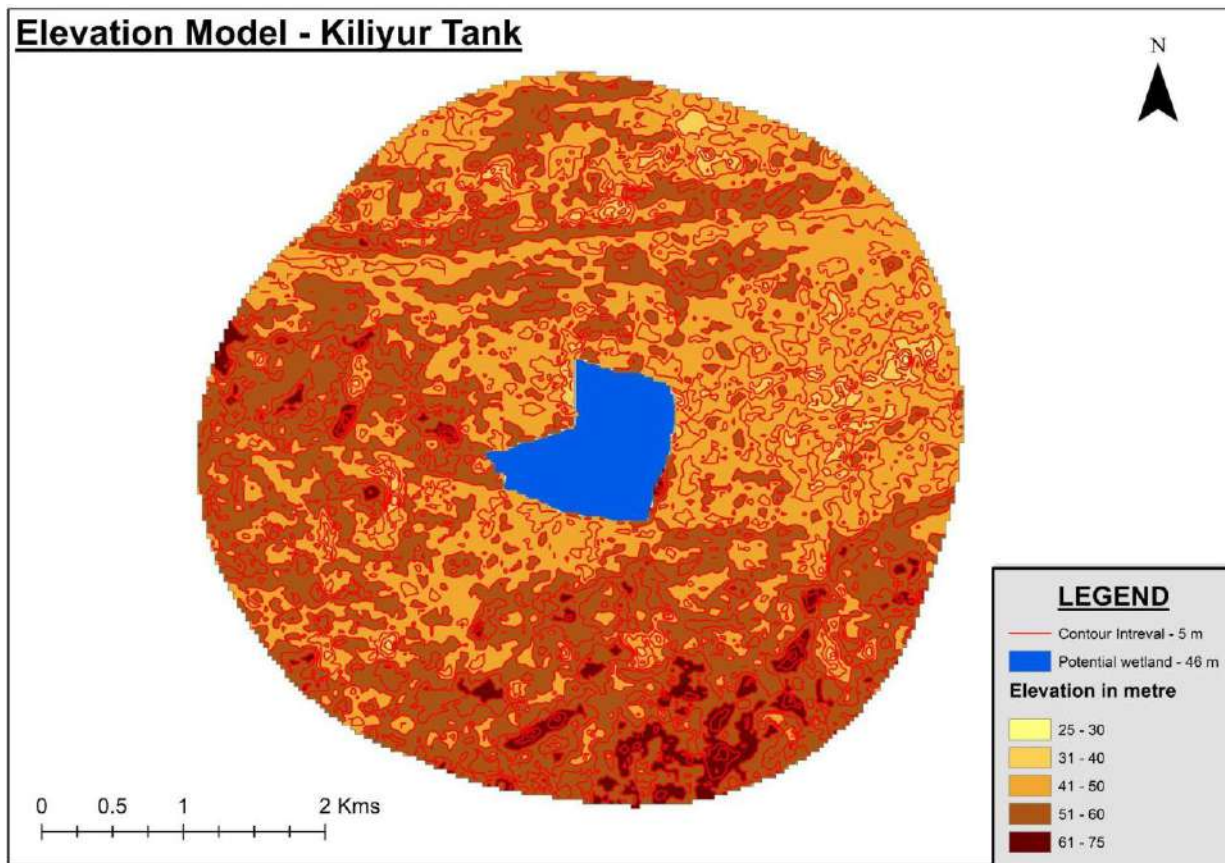 Elevation Model - Kiliyur Tank
N
LEGEND
Contour Intreval - 5 m
Potential wetland - 46 m
Elevation in metre
25 - 30
31 - 40
41 - 50
51 - 60
61 - 75
0 0.5 1 2 Kms